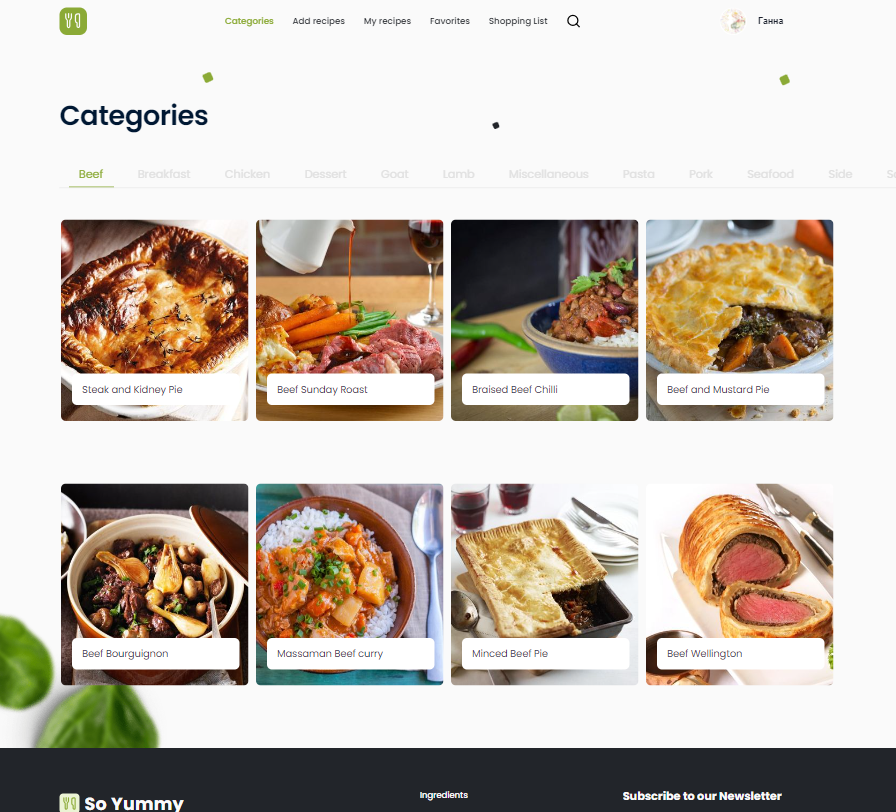 Categories Add recipes My recipes Favorites Shopping List Ганна
Categories
Beef Breakfast Chicken Dessert Goat Lamb Miscellaneous Pasta Pork Seafood Side
Steak and Kidney Pie
Beef Sunday Roast
Braised Beef Chilli
Beef and Mustard Pie
Beef Bourguignon
Massaman Beef curry
Minced Beef Pie
Beef Wellington
So Yummy
Ingredients
Subscribe to our Newsletter